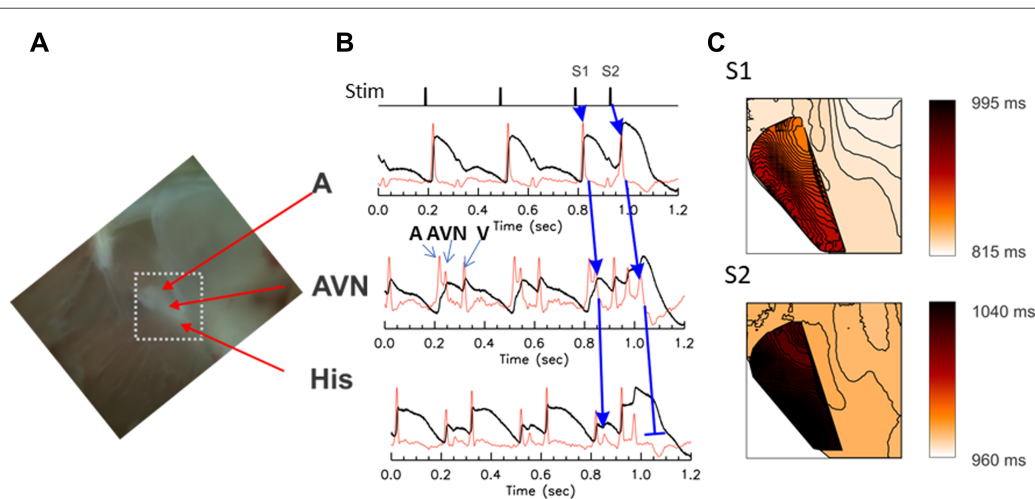 A
B
C
Stim
S1
S2
A
AVN
His
0.0 0.2 0.4 0.6 0.8 1.0 1.2
Time (sec)
A AVN V
0.0 0.2 0.4 0.6 0.8 1.0 1.2
Time (sec)
0.0 0.2 0.4 0.6 0.8 1.0 1.2
Time (sec)
S1
995 ms
815 ms
S2
1040 ms
960 ms